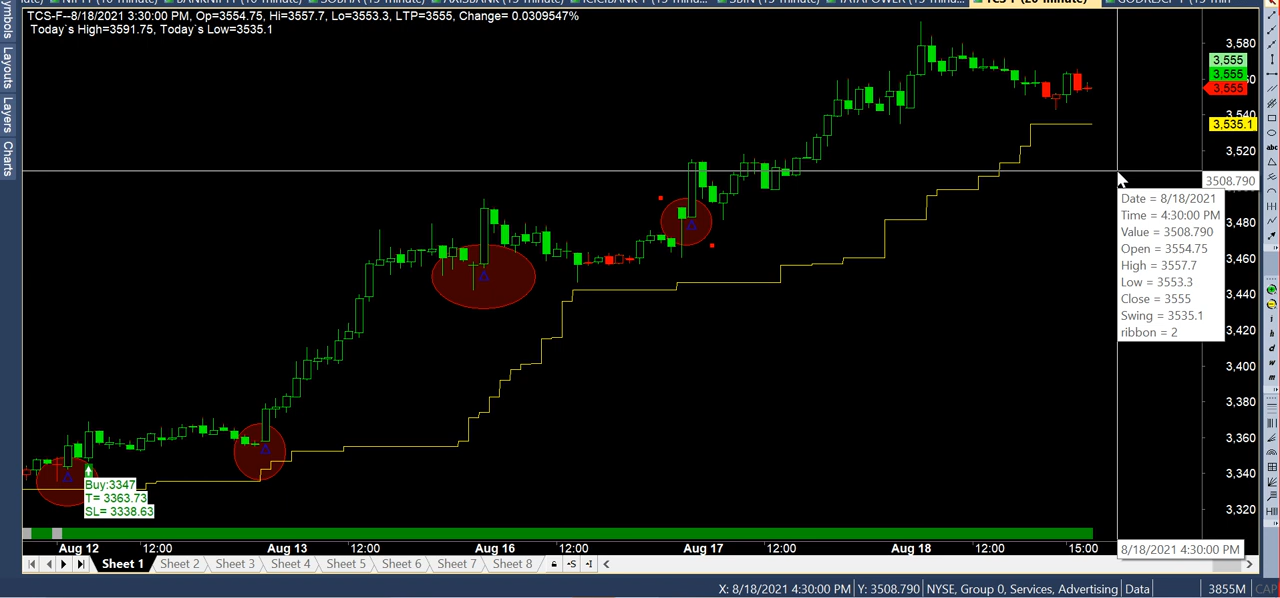 TCS-F (20-minute)
TCS-F--8/18/2021 3:30:00 PM, Op=3554.75, Hi=3557.7, Lo=3553.3, LTP=3555, Change= 0.0309547%
Today`s High=3591.75, Today`s Low=3535.1
Layouts
Layers
Charts
3,580
3,555
3,555
3,555
3,540
3,535.1
3,520
3508.790
3,480
3,460
3,440
3,420
3,400
3,380
3,360
3,340
3,320
Date = 8/18/2021
Time = 4:30:00 PM
Value = 3508.790
Open = 3554.75
High = 3557.7
Low = 3553.3
Close = 3555
Swing = 3535.1
ribbon = 2
Buy:3347
T= 3363.73
SL= 3338.63
Aug 12 12:00 Aug 13 12:00 Aug 16 12:00 Aug 17 12:00 Aug 18 12:00 15:00
8/18/2021 4:30:00 PM
Sheet 1 Sheet 2 Sheet 3 Sheet 4 Sheet 5 Sheet 6 Sheet 7 Sheet 8
X: 8/18/2021 4:30:00 PM Y: 3508.790 NYSE, Group 0, Services, Advertising Data 3855M CAP